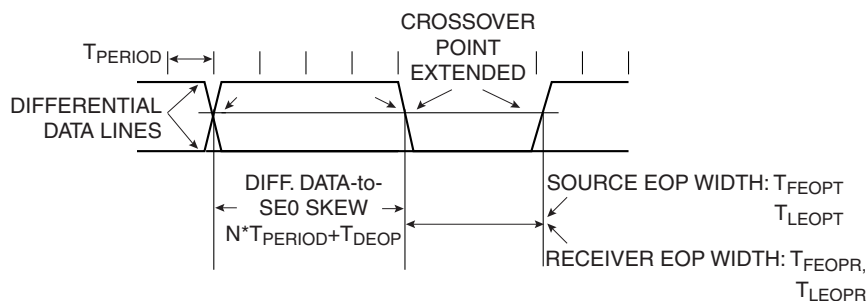 CROSSOVER
POINT
EXTENDED
TPERIOD
DIFFERENTIAL
DATA LINES
DIFF. DATA-to-
SE0 SKEW
N*TPERIOD+TDEOP
SOURCE EOP WIDTH: TFEOPT
TLEOPT
RECEIVER EOP WIDTH: TFEOPR,
TLEOPR